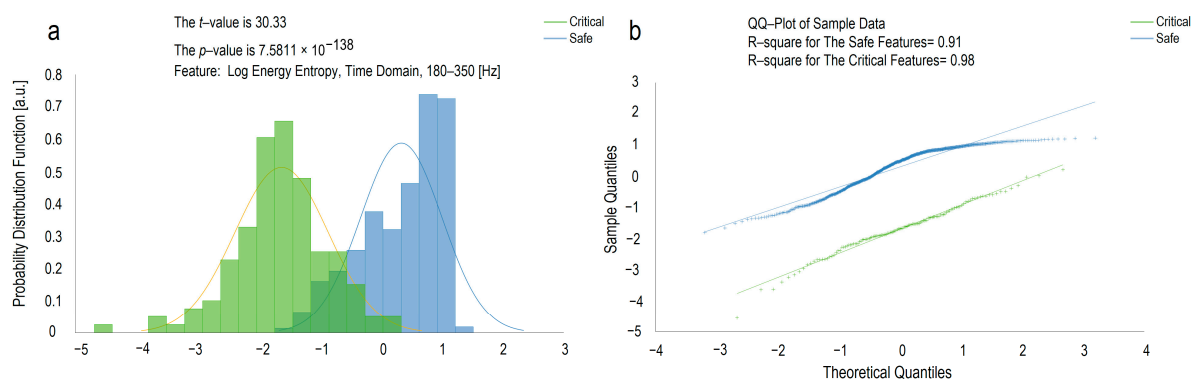 a
The t–value is 30.33
The p–value is 7.5811 × 10−138
Feature: Log Energy Entropy, Time Domain, 180–350 [Hz]
Critical
Safe
Probability Distribution Function [a.u.]
0.8
0.7
0.6
0.5
0.4
0.3
0.2
0.1
0
−5 −4 −3 −2 −1 0 1 2 3
b
QQ–Plot of Sample Data
R–square for The Safe Features= 0.91
R–square for The Critical Features= 0.98
Critical
Safe
Sample Quantiles
3
2
1
0
−1
−2
−3
−4
−5
−4 −3 −2 −1 0 1 2 3 4
Theoretical Quantiles